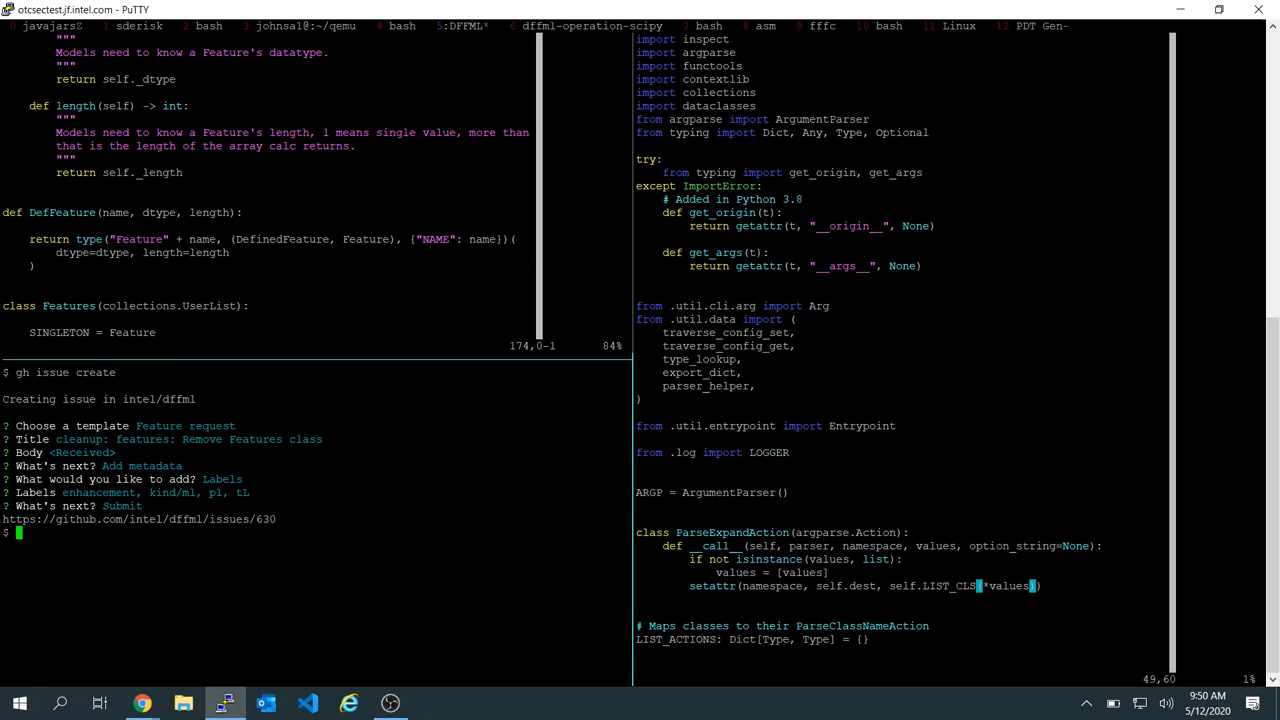 otcsectest.jf.intel.com - PuTTY
0 javajarsZ 1 sderisk 2 bash 3 johnsa1@:~/qemu 4 bash 5:DFFML* 6 dffml-operation-scipy 7 bash 8 asm 9 fffc 10 bash 11 Linux 12 PDT Gen-
"""
Models need to know a Feature's datatype.
"""
return self._dtype
def length(self) -> int:
"""
Models need to know a Feature's length, 1 means single value, more than
that is the length of the array calc returns.
"""
return self._length
def DefFeature(name, dtype, length):
return type("Feature" + name, (DefinedFeature, Feature), {"NAME": name})(
dtype=dtype, length=length
)
class Features(collections.UserList):
SINGLETON = Feature
174,0-1 84%
$ gh issue create
Creating issue in intel/dffml
? Choose a template Feature request
? Title cleanup: features: Remove Features class
? Body <Received>
? What's next? Add metadata
? What would you like to add? Labels
? Labels enhancement, kind/ml, p1, tL
? What's next? Submit
https://github.com/intel/dffml/issues/630
$
import inspect
import argparse
import functools
import contextlib
import collections
import dataclasses
from argparse import ArgumentParser
from typing import Dict, Any, Type, Optional
try:
from typing import get_origin, get_args
except ImportError:
# Added in Python 3.8
def get_origin(t):
return getattr(t, "__origin__", None)
def get_args(t):
return getattr(t, "__args__", None)
from .util.cli.arg import Arg
from .util.data import (
traverse_config_set,
traverse_config_get,
type_lookup,
export_dict,
parser_helper,
)
from .util.entrypoint import Entrypoint
from .log import LOGGER
ARGP = ArgumentParser()
class ParseExpandAction(argparse.Action):
def __call__(self, parser, namespace, values, option_string=None):
if not isinstance(values, list):
values = [values]
setattr(namespace, self.dest, self.LIST_CLS(*values))
# Maps classes to their ParseClassNameAction
LIST_ACTIONS: Dict[Type, Type] = {}
49,60 1%
9:50 AM
5/12/2020